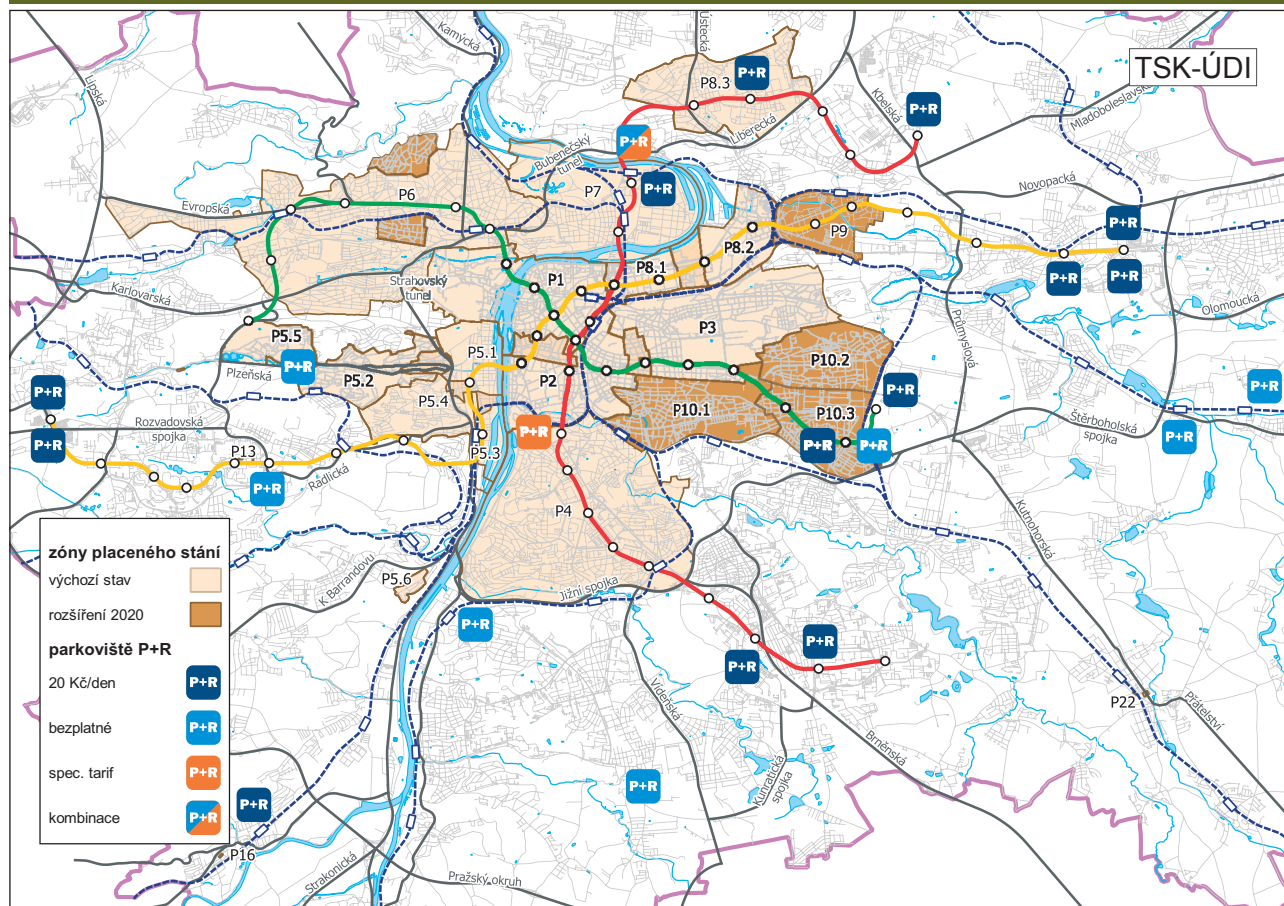 TSK-ÚDI
Kamýcká
Ústecká
Lipská
P8.3
P+R
Kbelská
P+R
Mladoboleslavská
Liberecká
P+R
Bubenečský
tunel
P7
P+R
Novopacká
P6
Evropská
P9
P+R
P8.2
P8.1
P+R
P+R
Strahovský
tunel
P1
Karlovarská
Olomoucká
P3
Průmyslová
P5.5
P5.1
P10.2
Plzeňská
P+R
P5.2
P2
P5.4
P+R
P+R
P+R
P10.1
P10.3
Rozvadovská
spojka
P+R
P+R
P+R
P+R
Štěrboholská
spojka
P+R
P13
P5.3
Radlická
P+R
P4
Kutnohorská
zóny placeného stání
výchozí stav
rozšíření 2020
parkoviště P+R
20 Kč/den
P+R
bezplatné
P+R
spec. tarif
P+R
kombinace
P+R
K Barrandovu
P5.6
Jižní spojka
P+R
P+R
P+R
Vídeňská
P22
Přátelství
Brněnská
Kunratická
spojka
P+R
P+R
P16
Strakonická
Pražský okruh